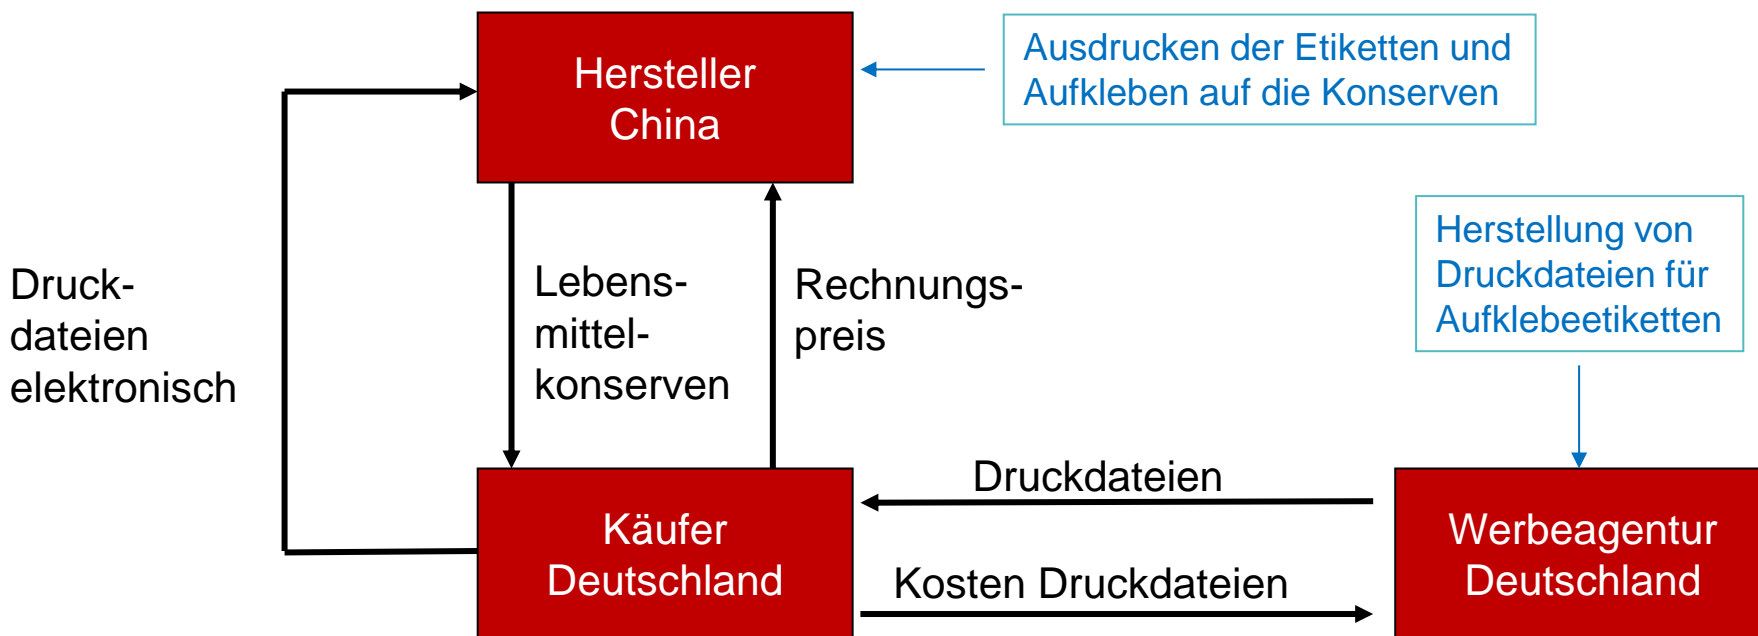 Hersteller
China
Ausdrucken der Etiketten und
Aufkleben auf die Konserven
Druck-
dateien
elektronisch
Lebens-
mittel-
konserven
Rechnungs-
preis
Herstellung von
Druckdateien für
Aufklebeetiketten
Käufer
Deutschland
Druckdateien
Kosten Druckdateien
Werbeagentur
Deutschland